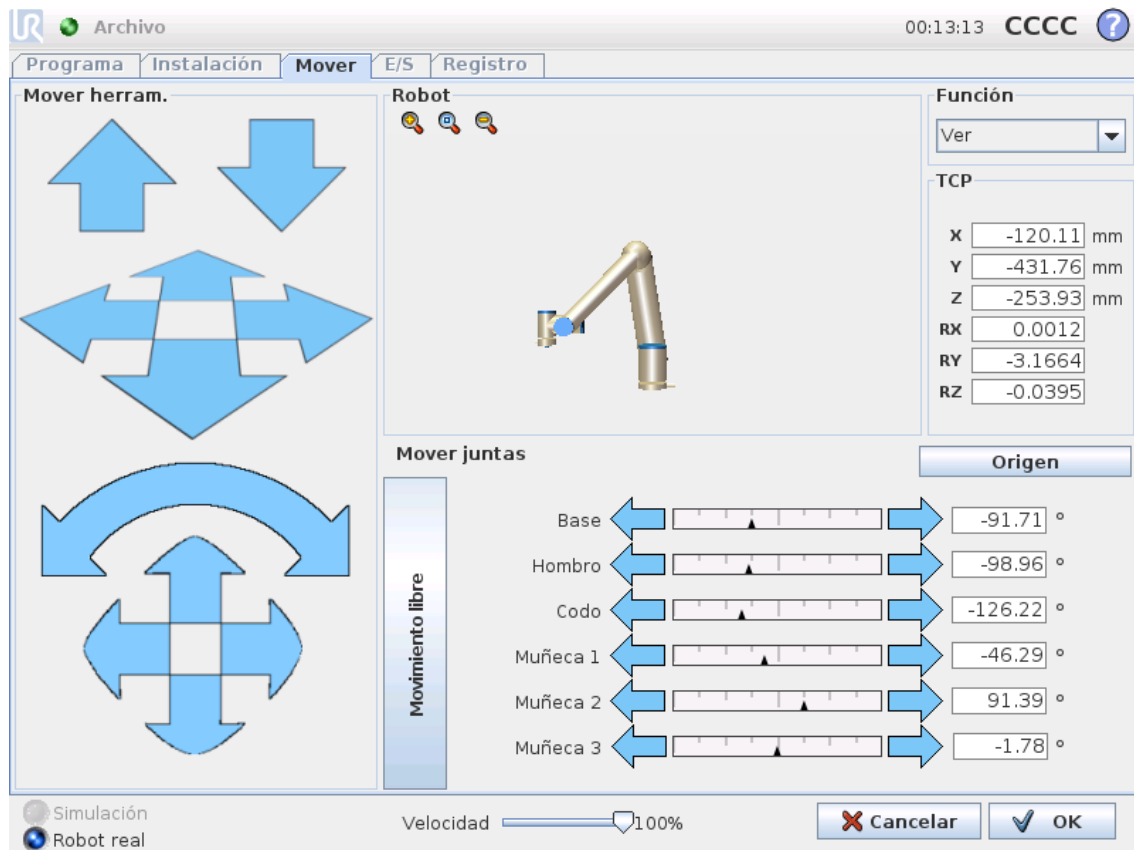 UR Archivo 00:13:13 CCCC ?
Programa Instalación Mover E/S Registro
Mover herram.
Robot
Función
Ver
TCP
X -120.11 mm
Y -431.76 mm
Z -253.93 mm
RX 0.0012
RY -3.1664
RZ -0.0395
Mover juntas
Origen
Movimiento libre
Base -91.71 °
Hombro -98.96 °
Codo -126.22 °
Muñeca 1 -46.29 °
Muñeca 2 91.39 °
Muñeca 3 -1.78 °
Simulación
Robot real
Velocidad 100%
Cancelar
OK